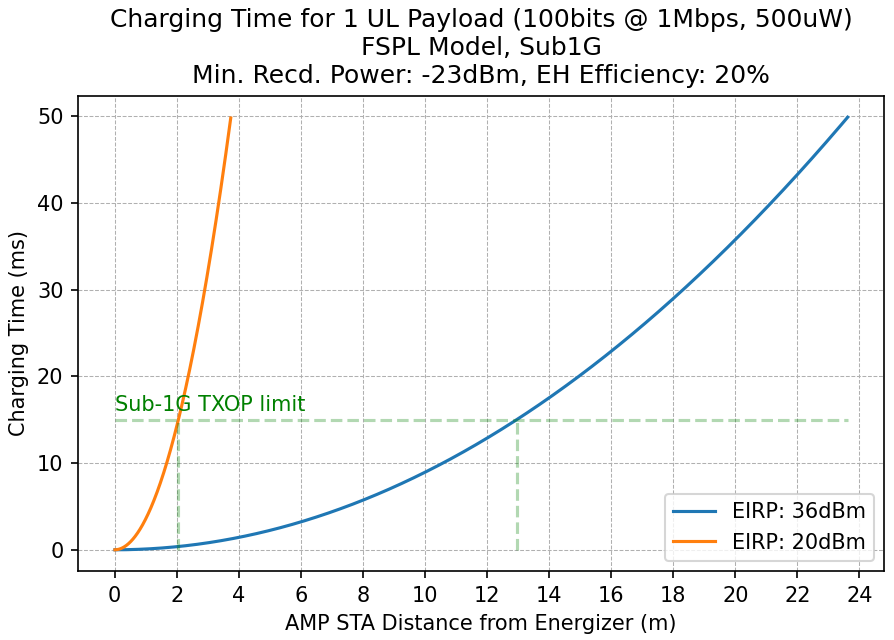 Charging Time for 1 UL Payload (100bits @ 1Mbps, 500uW)
FSPL Model, Sub1G
Min. Recd. Power: -23dBm, EH Efficiency: 20%
Charging Time (ms)
50
40
30
20
10
0
Sub-1G TXOP limit
EIRP: 36dBm
EIRP: 20dBm
0 2 4 6 8 10 12 14 16 18 20 22 24
AMP STA Distance from Energizer (m)